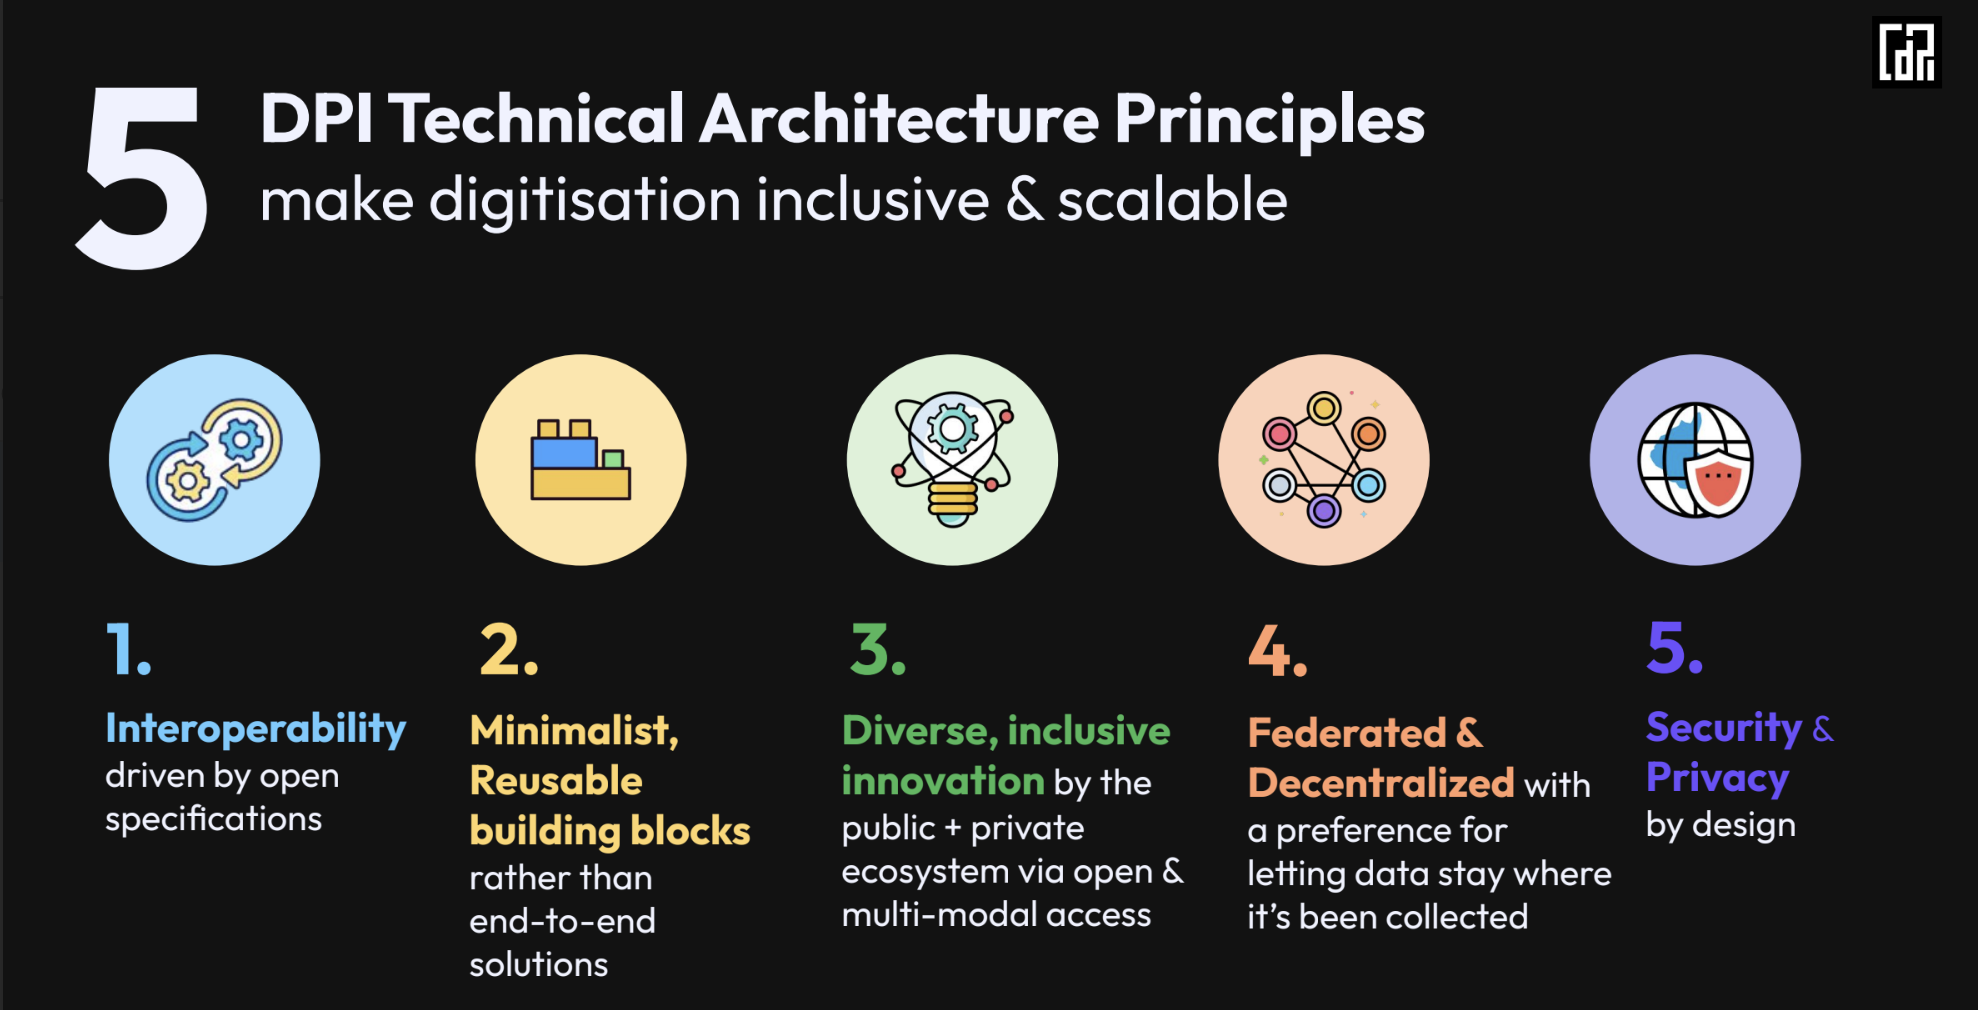 5
DPI Technical Architecture Principles
make digitisation inclusive & scalable
1.
Interoperability
driven by open
specifications
2.
Minimalist,
Reusable
building blocks
rather than
end-to-end
solutions
3.
Diverse, inclusive
innovation by the
public + private
ecosystem via open &
multi-modal access
4.
Federated &
Decentralized with
a preference for
letting data stay where
it's been collected
5.
Security &
Privacy
by design